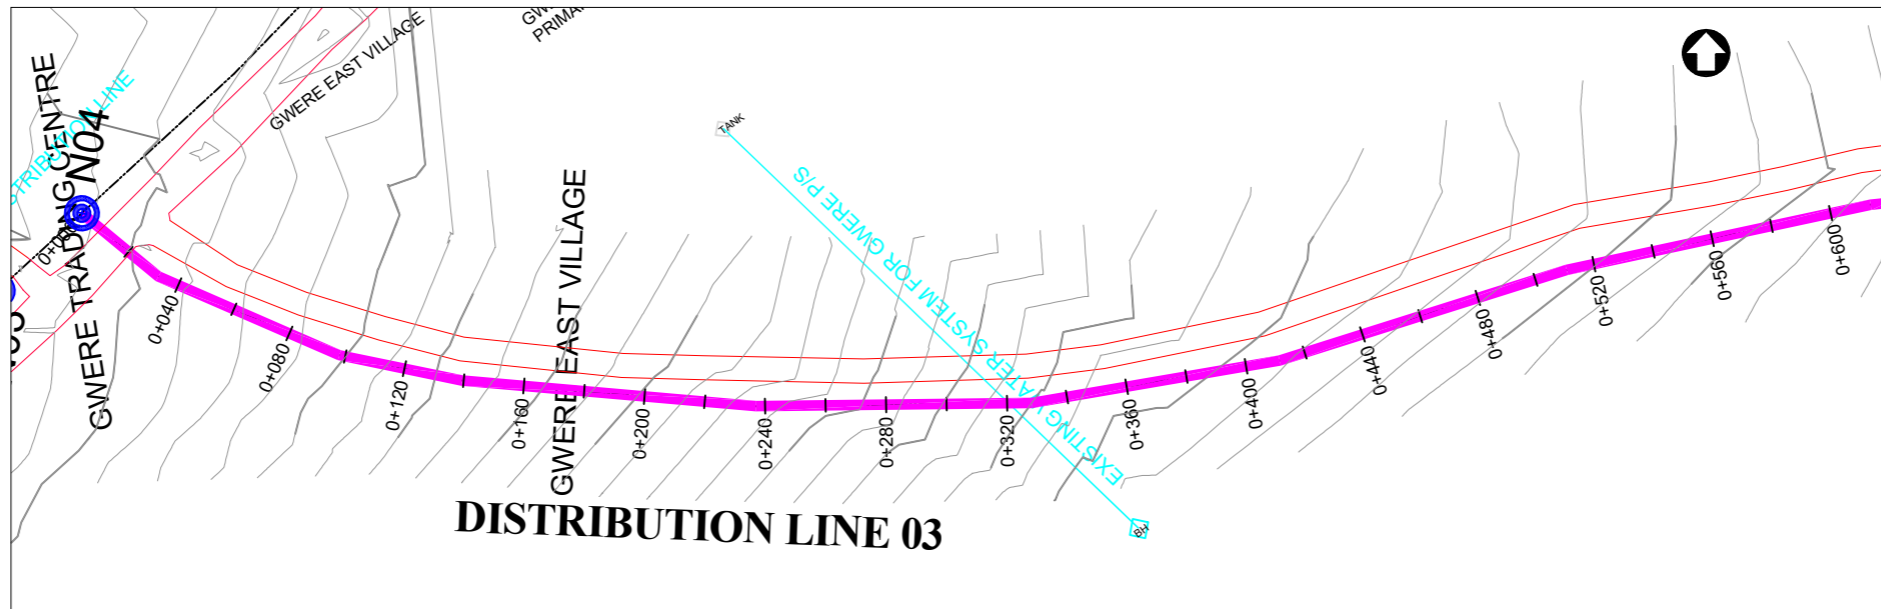 GWERE EAST VILLAGE
GWERE TRADING CENTRE
N04
TANK
EXISTING WATER SYSTEM FOR GWERE P/S
BH
GWERE EAST VILLAGE
0+040
0+080
0+120
0+160
0+200
0+240
0+280
0+320
0+360
0+400
0+440
0+480
0+520
0+560
0+600
DISTRIBUTION LINE 03